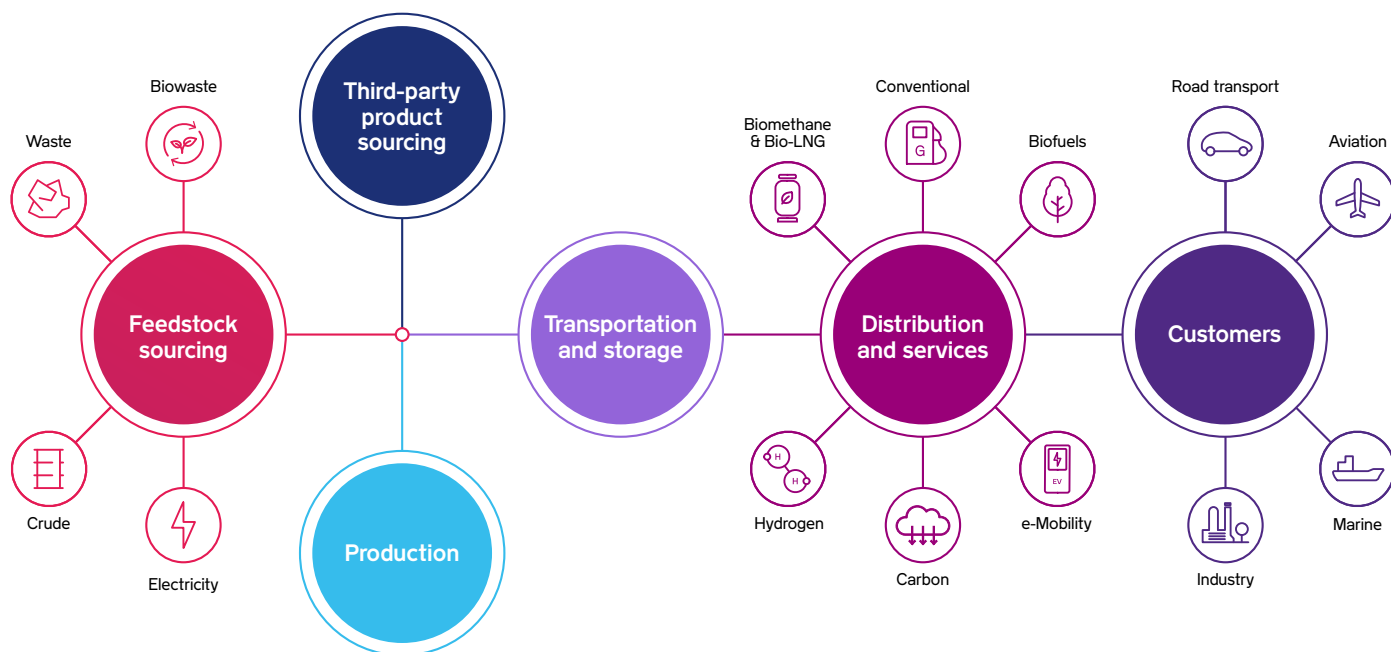 Waste
Biowaste
Feedstock
sourcing
Crude
Electricity
Third-party
product
sourcing
Production
Transportation
and storage
Biomethane
& Bio-LNG
Conventional
G
Biofuels
Distribution
and services
Hydrogen
H
H
Carbon
EV
e-Mobility
Road transport
Aviation
Customers
Industry
Marine